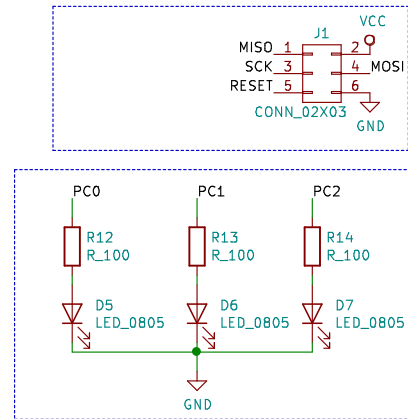 VCC
J1
MISO 1 2
SCK 3 4 MOSI
RESET 5 6
CONN_02X03
GND
PC0 PC1 PC2
R12 R13 R14
R_100 R_100 R_100
D5 D6 D7
LED_0805 LED_0805 LED_0805
GND